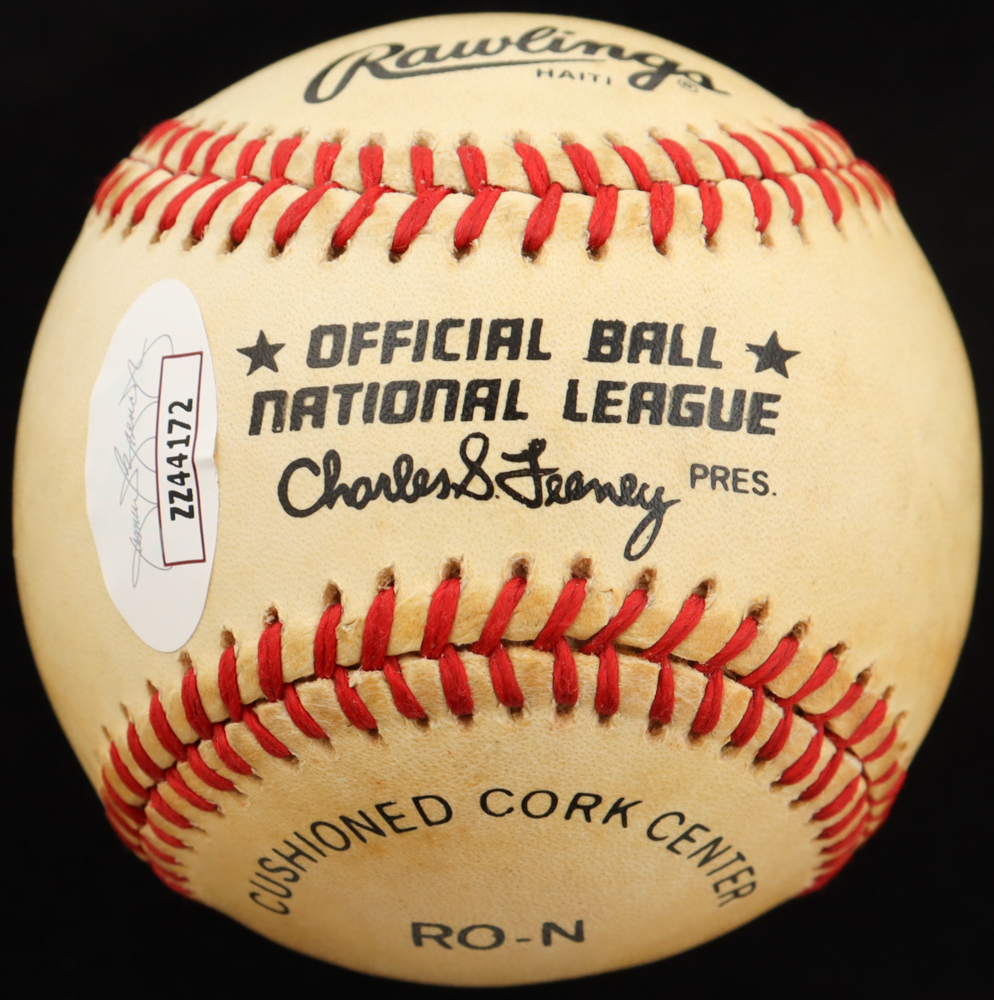 Rawlings
HAITI ®
★ OFFICIAL BALL ★
NATIONAL LEAGUE
Charles S. Feeney PRES.
ZZ44172
CUSHIONED CORK CENTER
RO-N